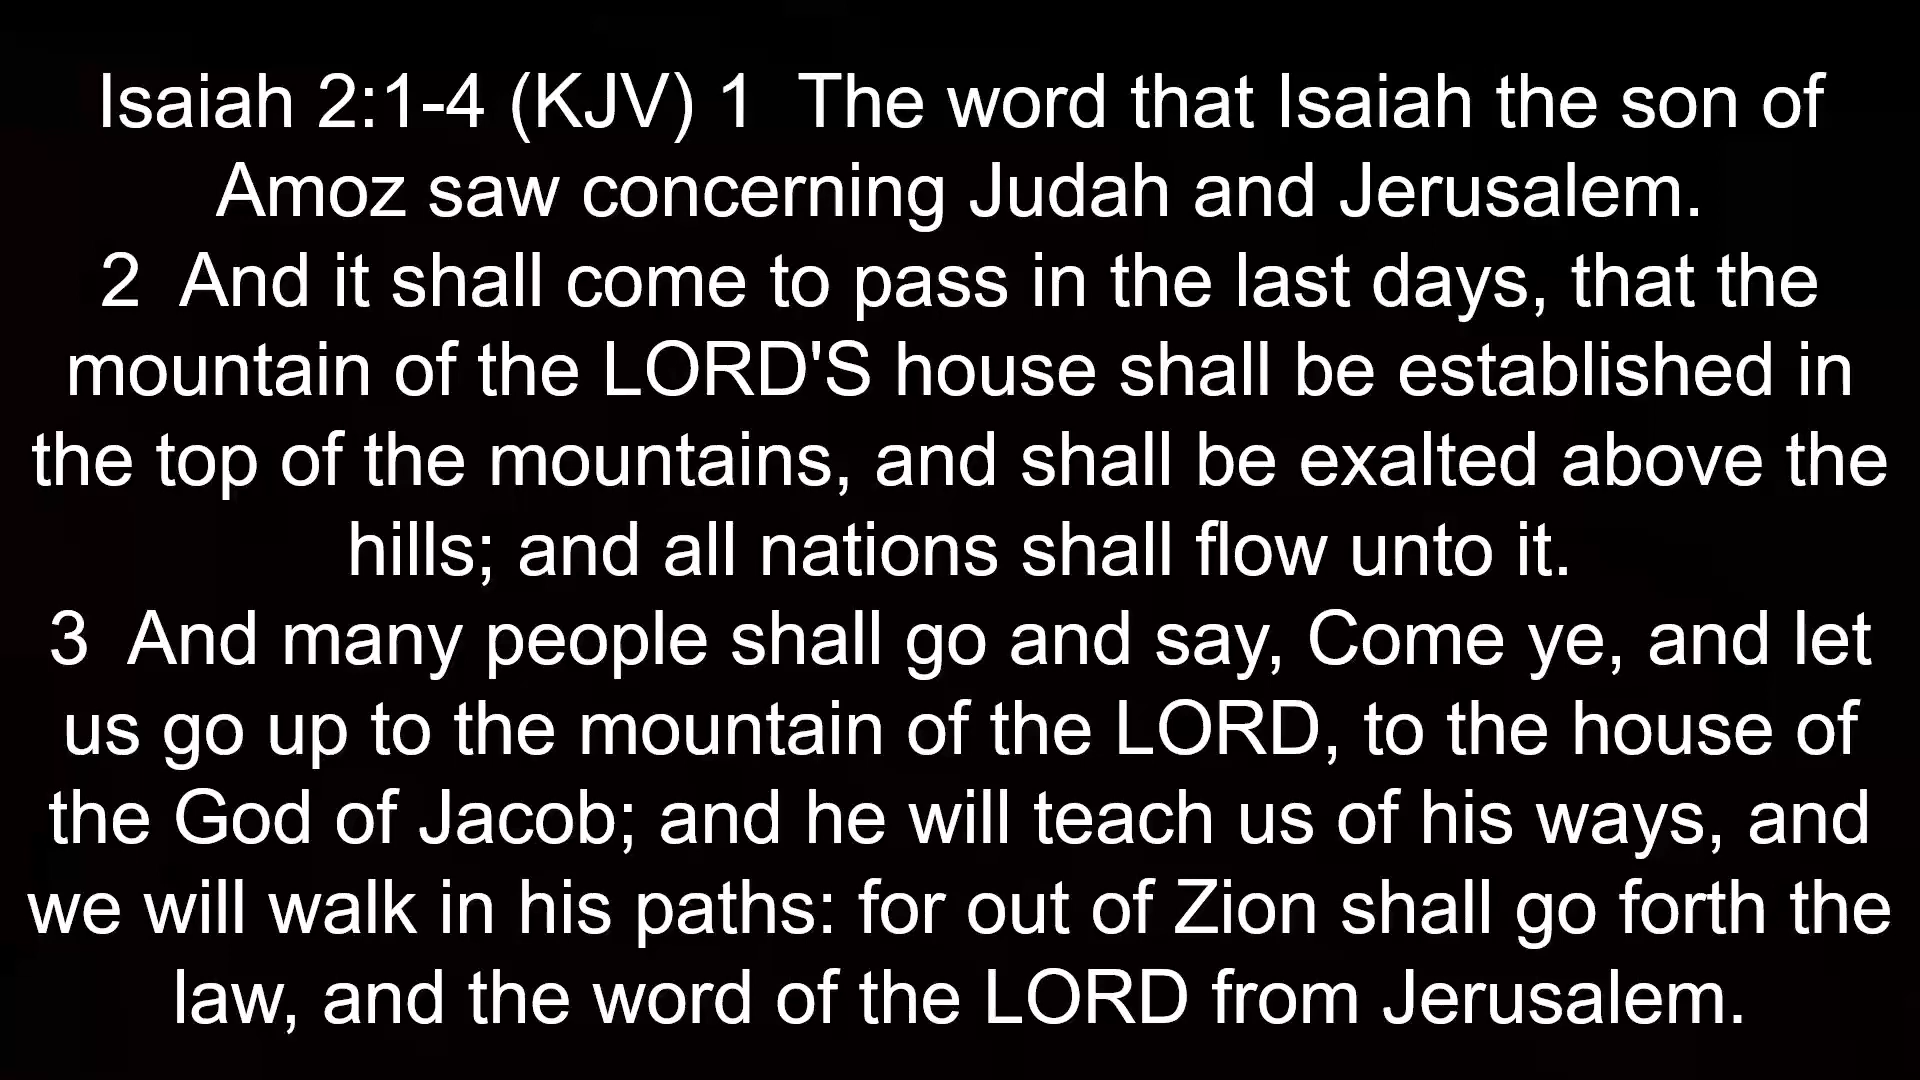 Isaiah 2:1-4 (KJV) 1  The word that Isaiah the son of
Amoz saw concerning Judah and Jerusalem.
2  And it shall come to pass in the last days, that the
mountain of the LORD'S house shall be established in
the top of the mountains, and shall be exalted above the
hills; and all nations shall flow unto it.
3  And many people shall go and say, Come ye, and let
us go up to the mountain of the LORD, to the house of
the God of Jacob; and he will teach us of his ways, and
we will walk in his paths: for out of Zion shall go forth the
law, and the word of the LORD from Jerusalem.